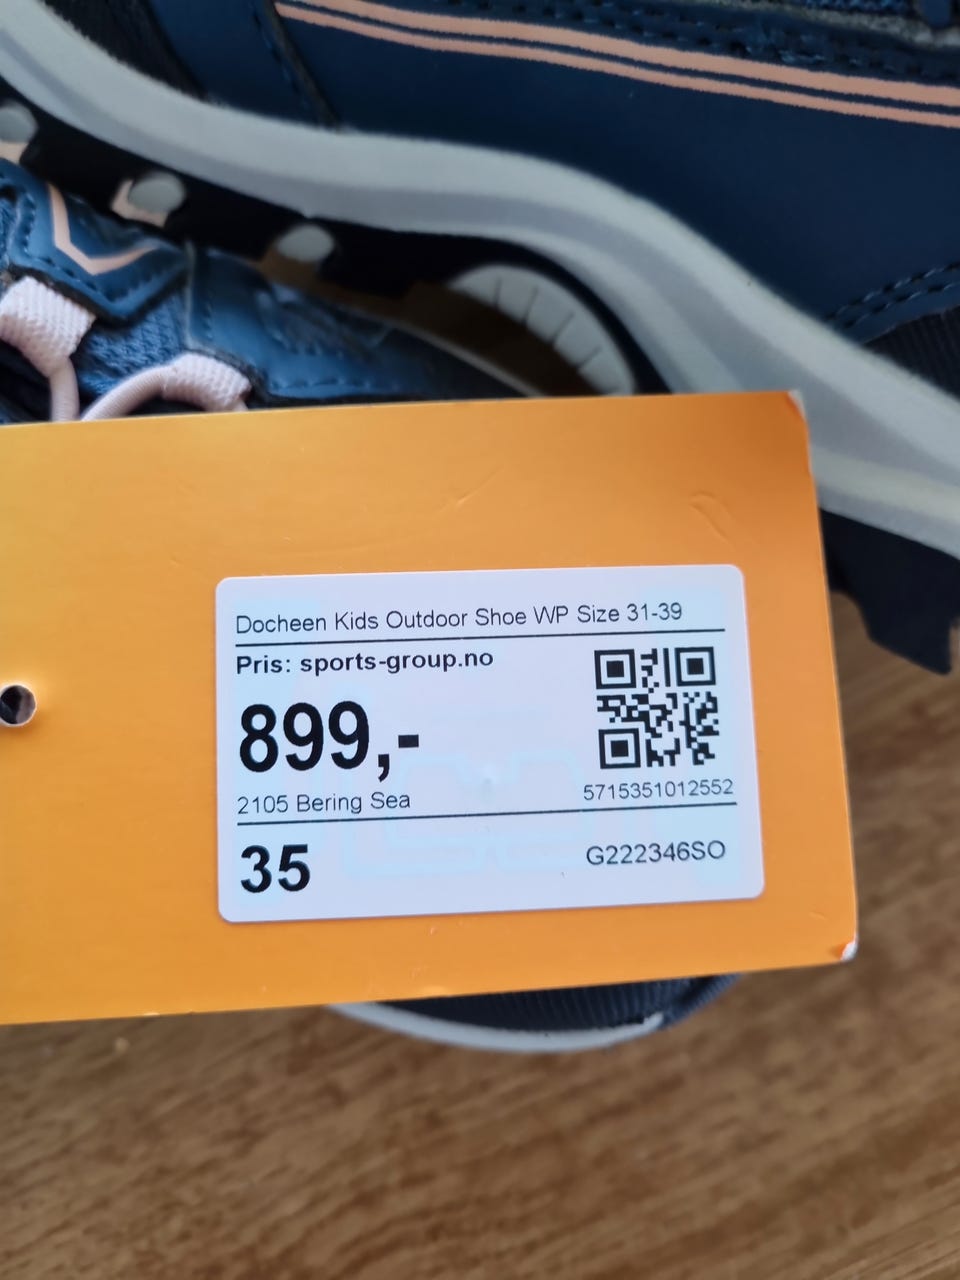 Docheen Kids Outdoor Shoe WP Size 31-39
Pris: sports-group.no
899,-
2105 Bering Sea
5715351012552
35
G222346SO